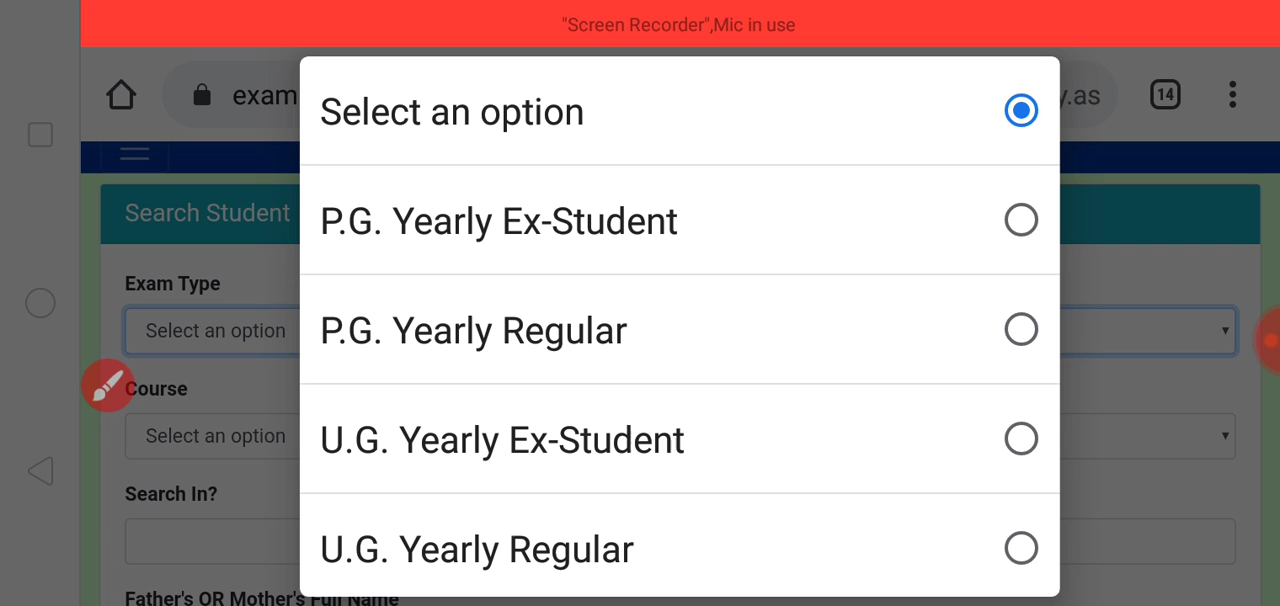 "Screen Recorder",Mic in use
exam
y.as
14
Select an option
P.G. Yearly Ex-Student
P.G. Yearly Regular
U.G. Yearly Ex-Student
U.G. Yearly Regular
Search Student
Exam Type
Select an option
Course
Select an option
Search In?
Father's OR Mother's Full Name